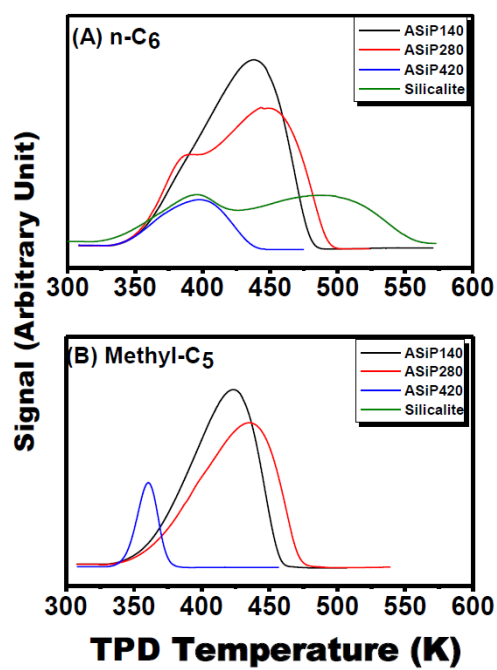 (A) n-C6
ASiP140
ASiP280
ASiP420
Silicalite
300 350 400 450 500 550 600
(B) Methyl-C5
ASiP140
ASiP280
ASiP420
Silicalite
300 350 400 450 500 550 600
Signal (Arbitrary Unit)
TPD Temperature (K)